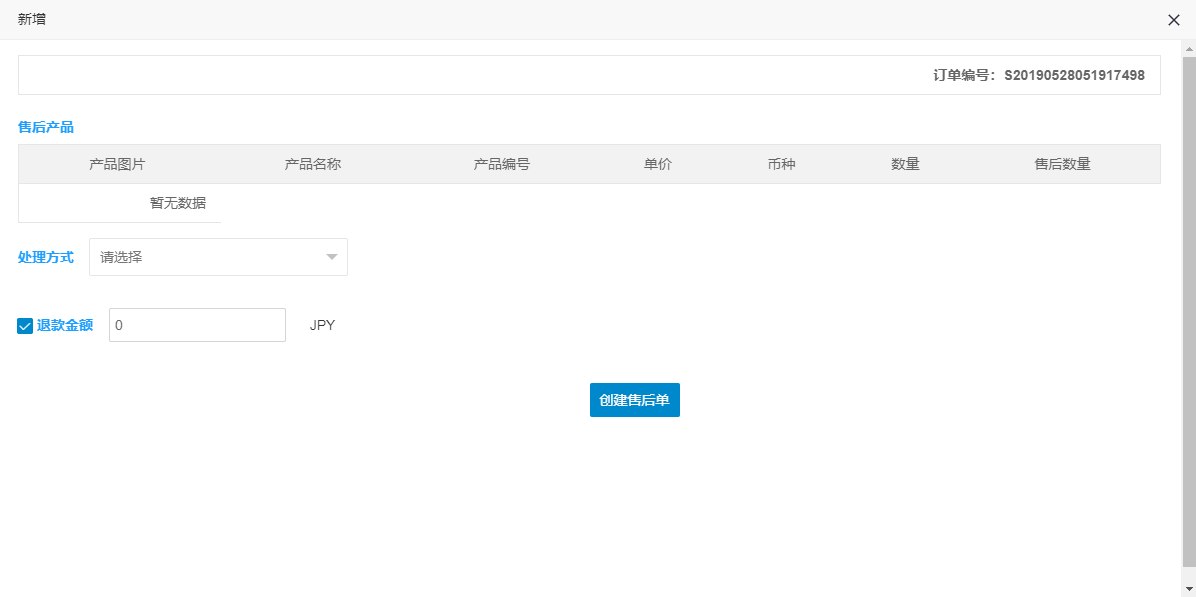 新增
订单编号：S20190528051917498
售后产品
产品图片 产品名称 产品编号 单价 币种 数量 售后数量
暂无数据
处理方式 请选择
退款金额 0 JPY
创建售后单